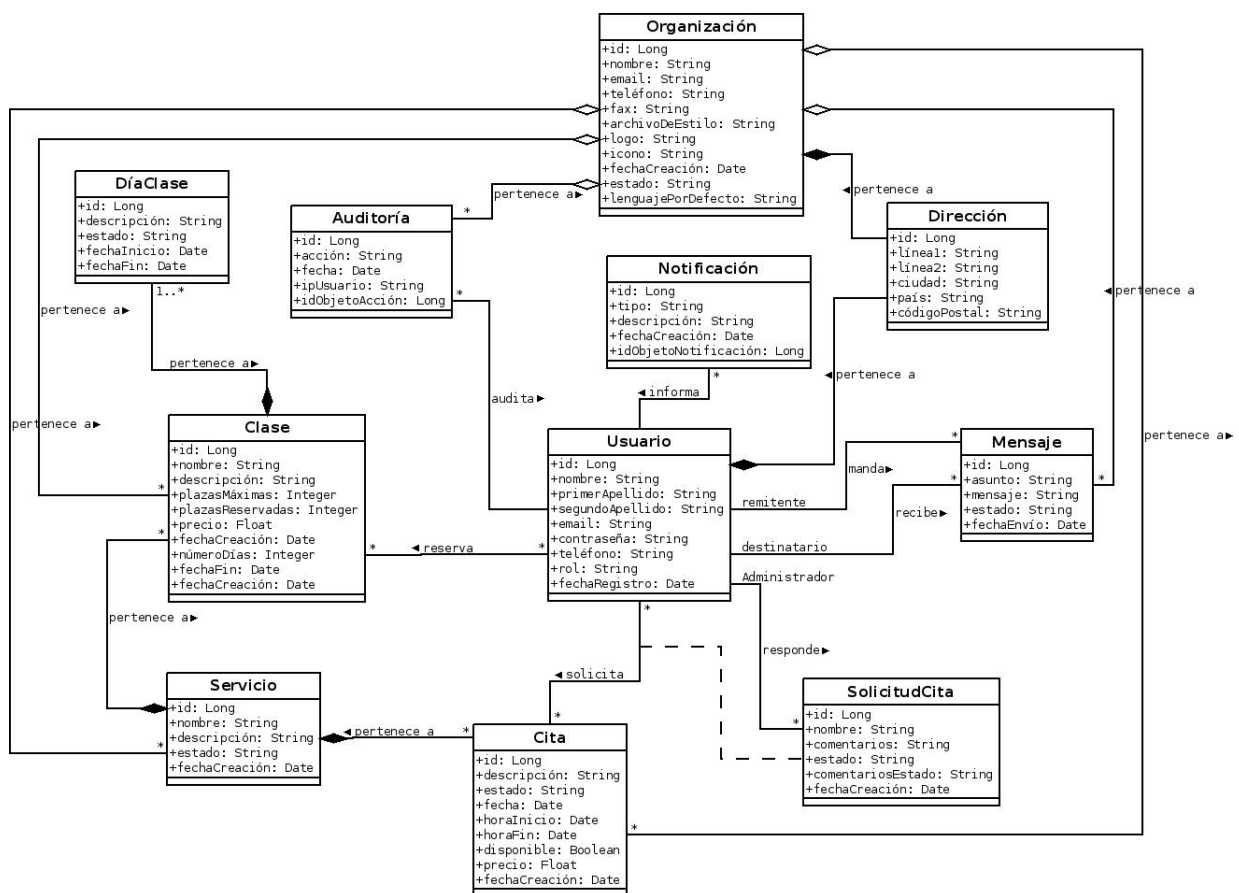 Organización
+id: Long
+nombre: String
+email: String
+teléfono: String
+fax: String
+archivoDeEstilo: String
+logo: String
+icono: String
+fechaCreación: Date
+estado: String
+lenguajePorDefecto: String
DíaClase
+id: Long
+descripción: String
+estado: String
+fechaInicio: Date
+fechaFin: Date
1..*
Auditoría
+id: Long
+acción: String
+fecha: Date
+ipUsuario: String
+idObjetoAcción: Long
*
pertenece a
*
Dirección
+id: Long
+línea1: String
+línea2: String
+ciudad: String
+país: String
+códigoPostal: String
pertenece a
Notificación
+id: Long
+tipo: String
+descripción: String
+fechaCreación: Date
+idObjetoNotificación: Long
*
informa
pertenece a
pertenece a
pertenece a
pertenece a
audita
pertenece a
pertenece a
Clase
+id: Long
+nombre: String
+descripción: String
+plazasMáximas: Integer
+plazasReservadas: Integer
+precio: Float
+fechaCreación: Date
+númeroDías: Integer
+fechaFin: Date
+fechaCreación: Date
*
*
*
reserva
*
Usuario
+id: Long
+nombre: String
+primerApellido: String
+segundoApellido: String
+email: String
+contraseña: String
+teléfono: String
+rol: String
+fechaRegistro: Date
*
remitente
manda
*
destinatario
recibe
*
Administrador
responde
*
Mensaje
+id: Long
+asunto: String
+mensaje: String
+estado: String
+fechaEnvío: Date
*
pertenece a
solicita
*
Servicio
+id: Long
+nombre: String
+descripción: String
+estado: String
+fechaCreación: Date
*
pertenece a
*
Cita
+id: Long
+descripción: String
+estado: String
+fecha: Date
+horaInicio: Date
+horaFin: Date
+disponible: Boolean
+precio: Float
+fechaCreación: Date
*
SolicitudCita
+id: Long
+nombre: String
+comentarios: String
+estado: String
+comentariosEstado: String
+fechaCreación: Date